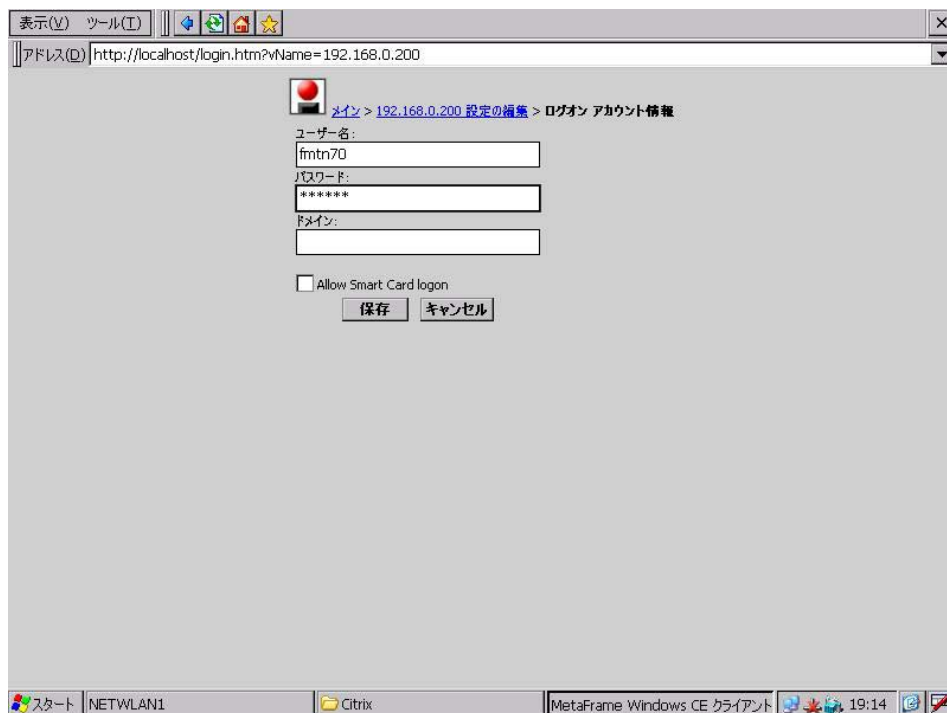 表示(V) ツール(T)
アドレス(D) http://localhost/login.htm?vName=192.168.0.200
メイン > 192.168.0.200 設定の編集 > ログオン アカウント情報
ユーザー名:
fmtn70
パスワード:
******
ドメイン:
Allow Smart Card logon
保存 キャンセル
スタート NETWLAN1 Citrix MetaFrame Windows CE クライアント 19:14